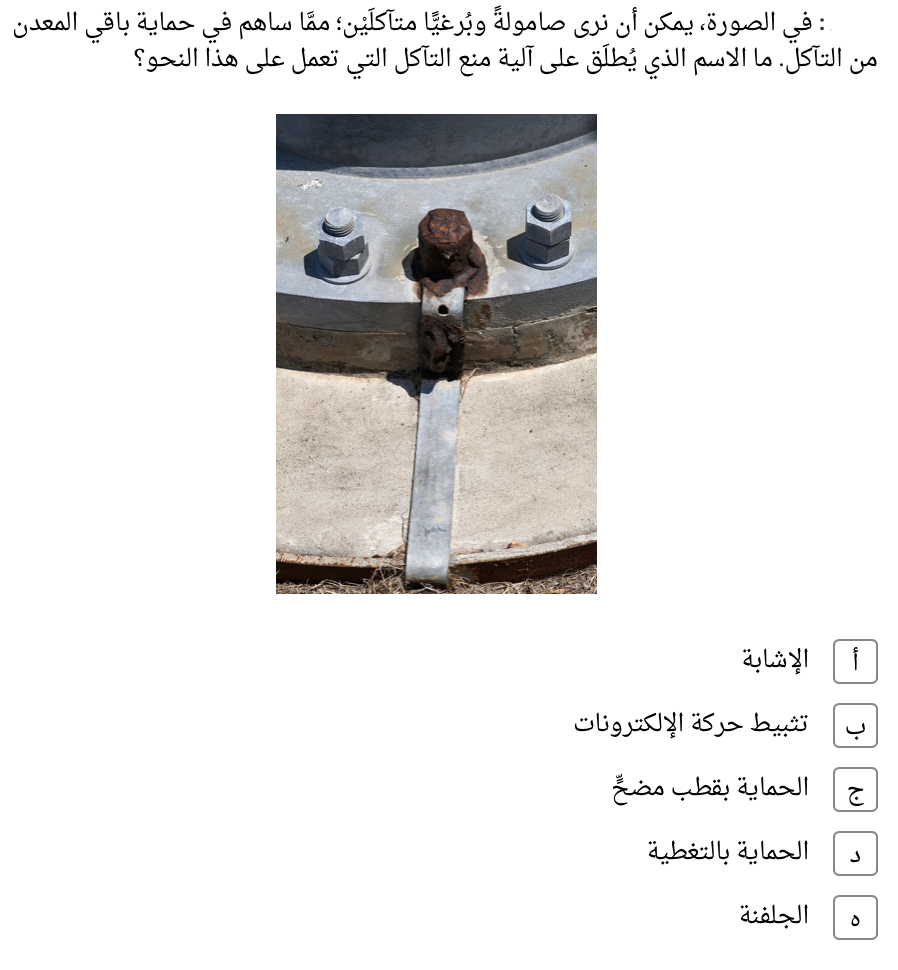 : في الصورة، يمكن أن نرى صامولةً وبُرغيًّا متآكلَيْن؛ ممَّا ساهم في حماية باقي المعدن
من التآكل. ما الاسم الذي يُطلَق على آلية منع التآكل التي تعمل على هذا النحو؟
أ الإشابة
ب تثبيط حركة الإلكترونات
ج الحماية بقطب مضحٍّ
د الحماية بالتغطية
ه الجلفنة